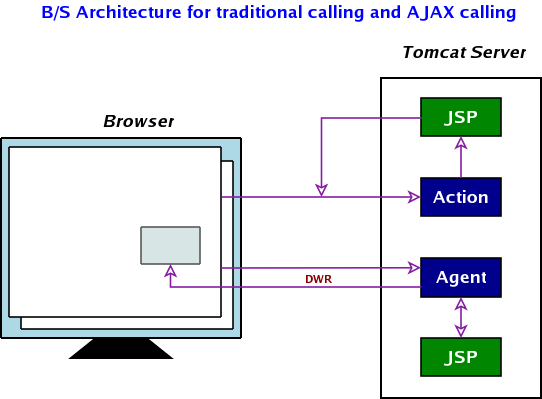 B/S Architecture for traditional calling and AJAX calling
Tomcat Server
Browser
JSP
Action
Agent
DWR
JSP